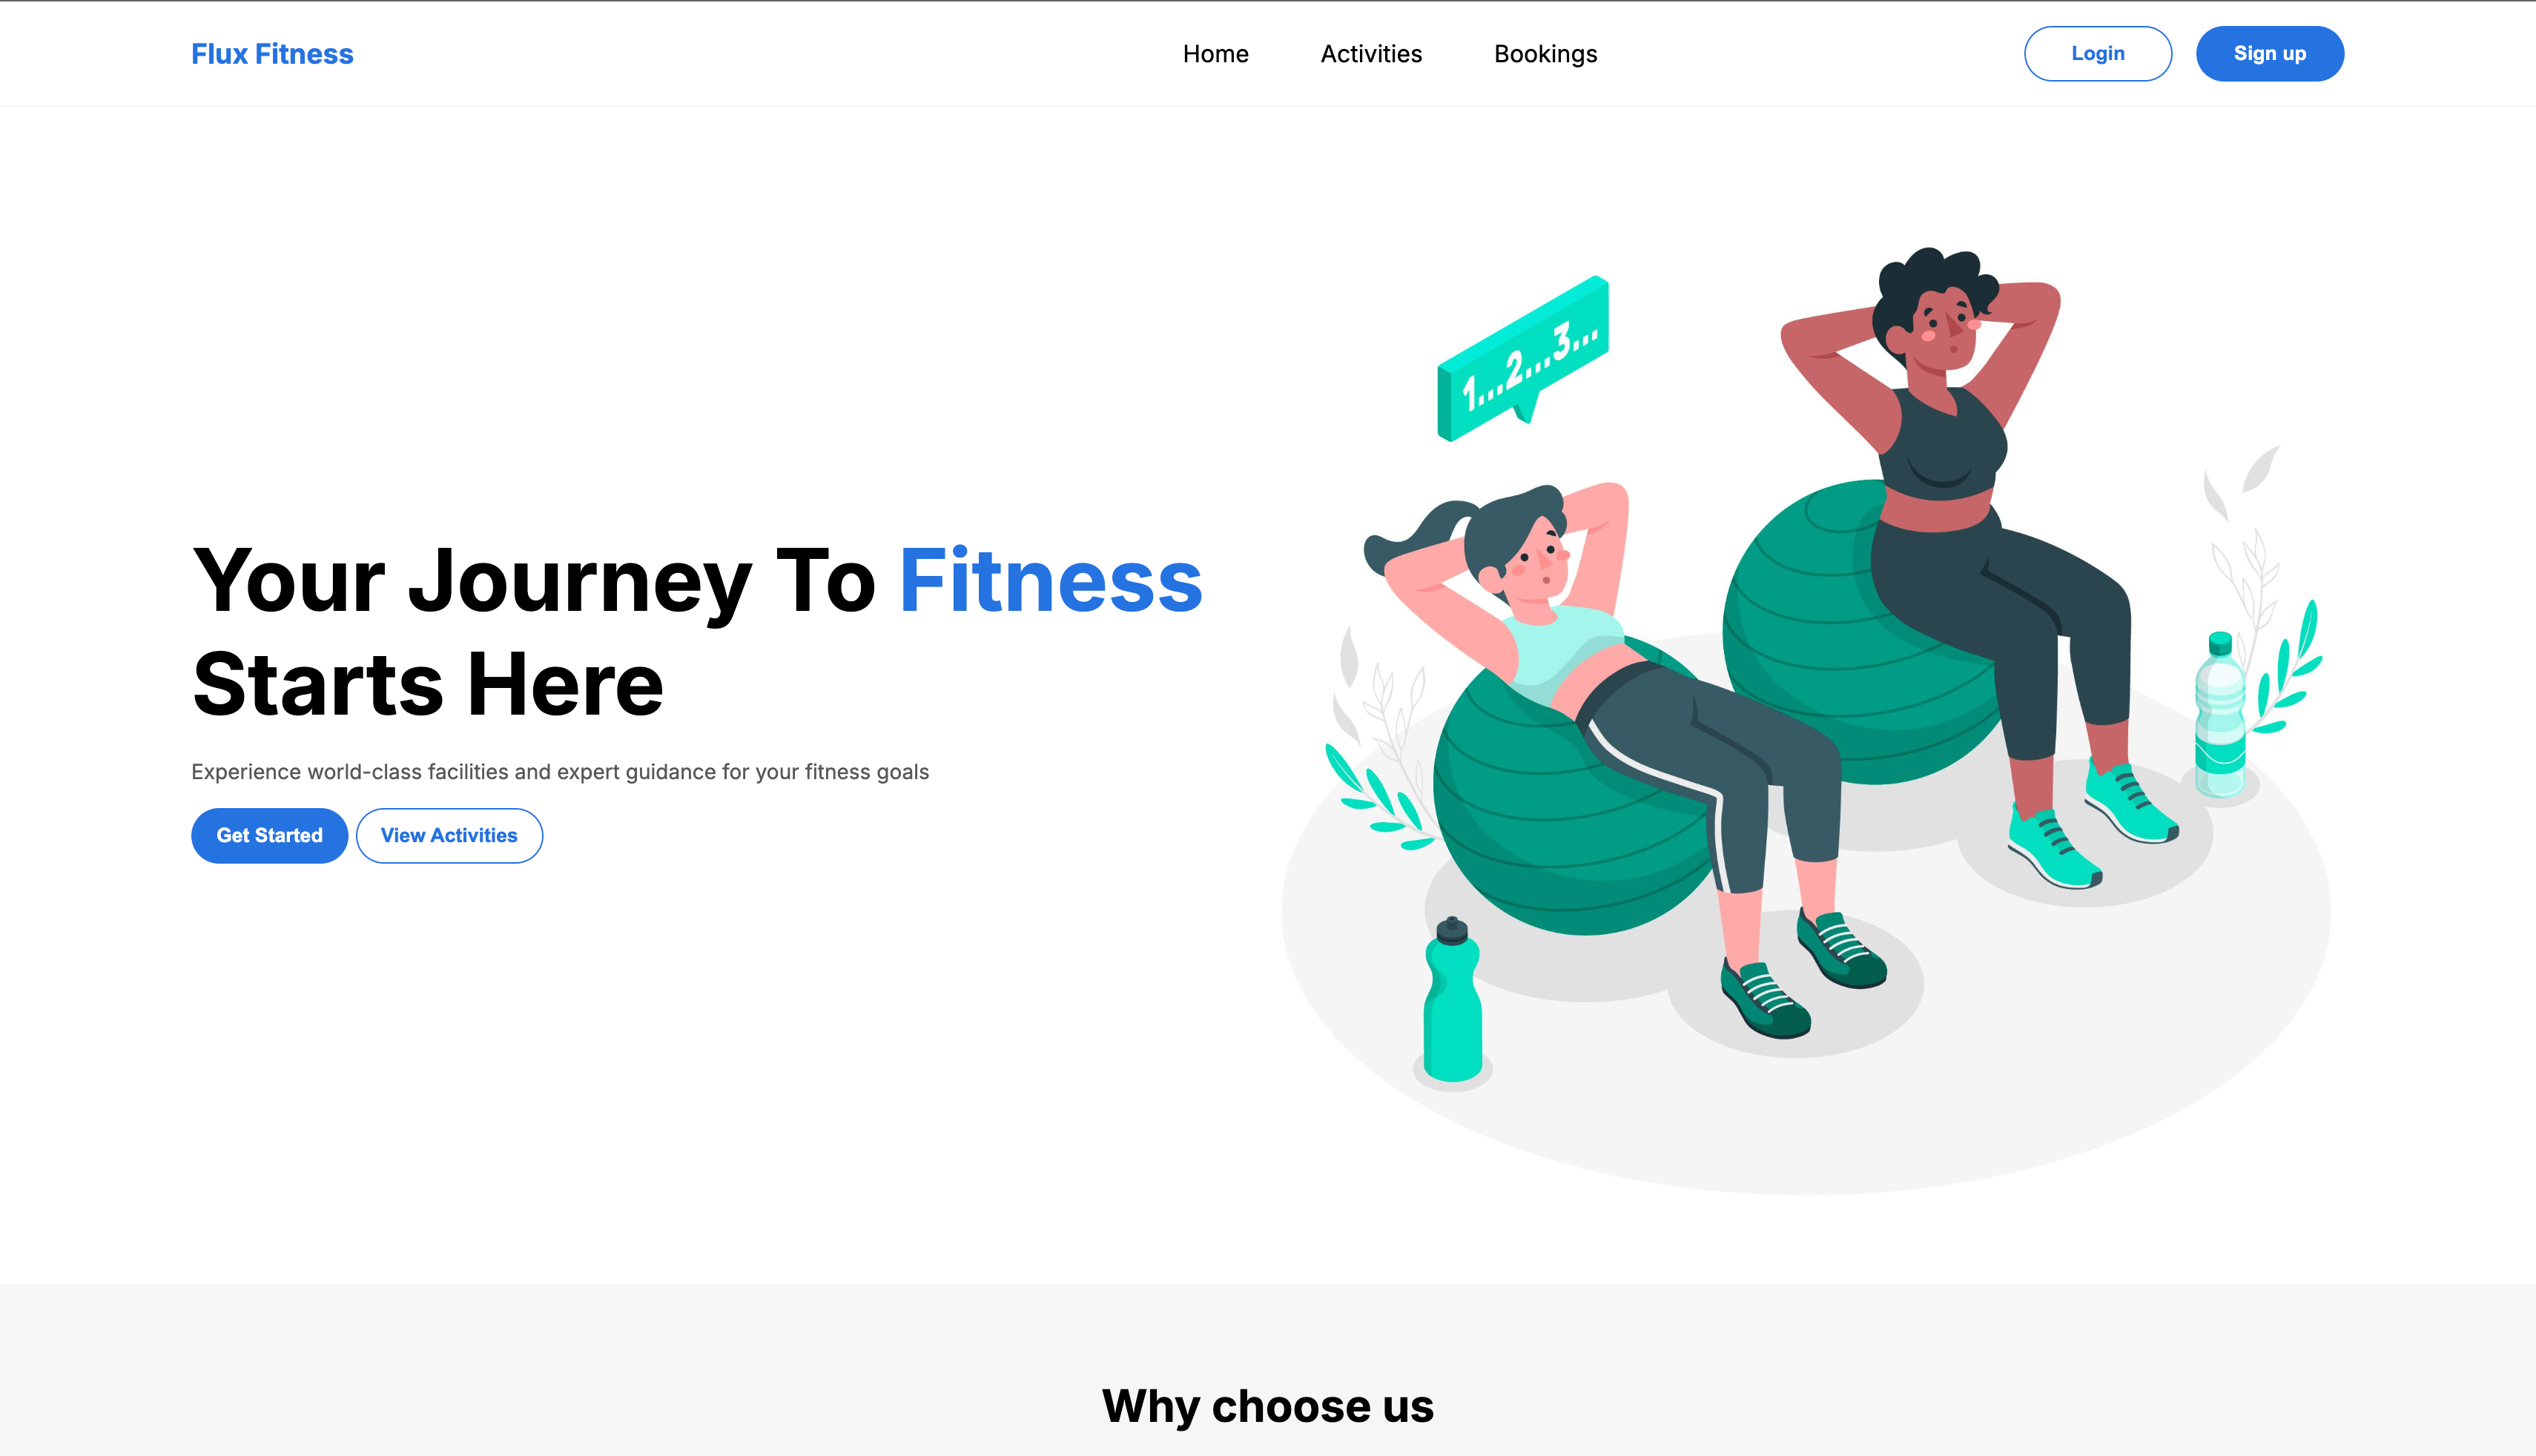 Flux Fitness
Home Activities Bookings
Login Sign up
1...2...3...
Your Journey To Fitness
Starts Here
Experience world-class facilities and expert guidance for your fitness goals
Get Started View Activities
Why choose us